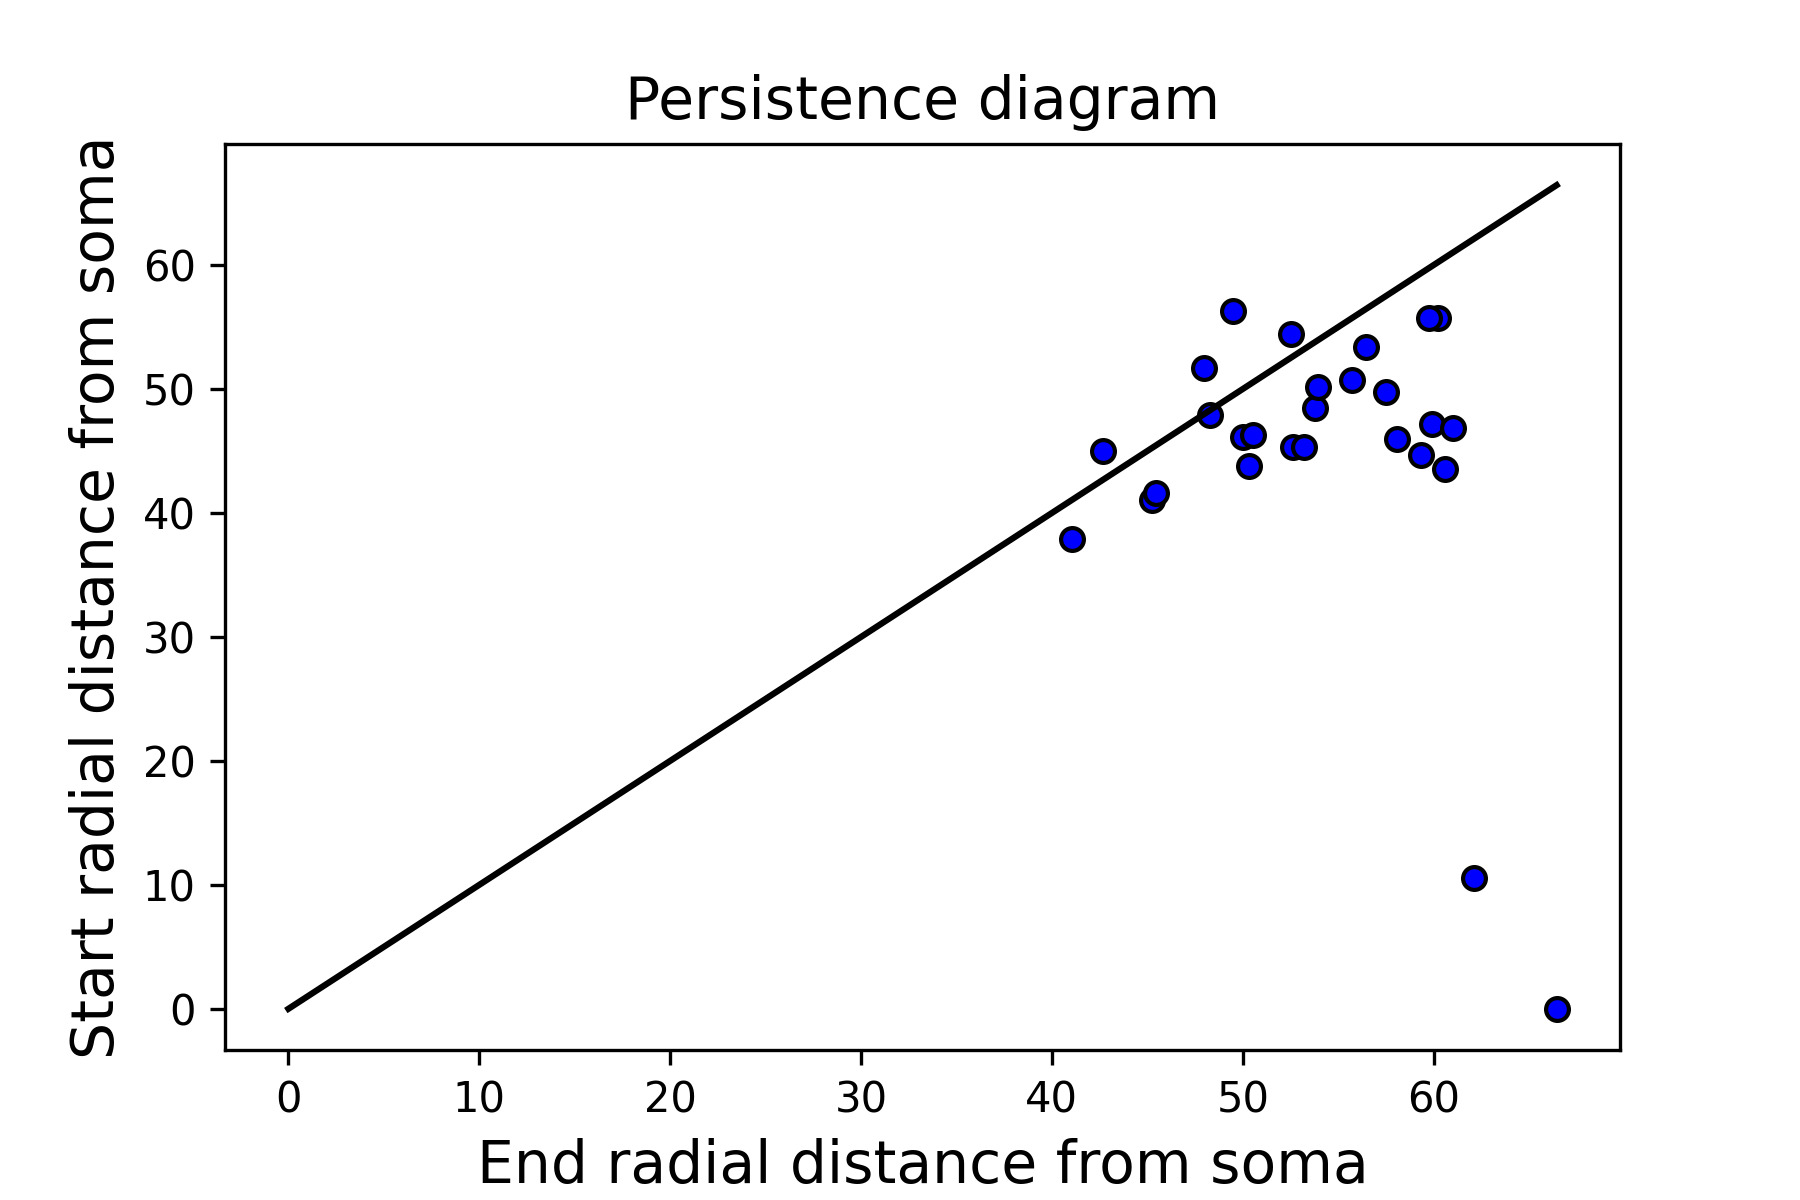 Persistence diagram
Start radial distance from soma
60
50
40
30
20
10
0
0 10 20 30 40 50 60
End radial distance from soma